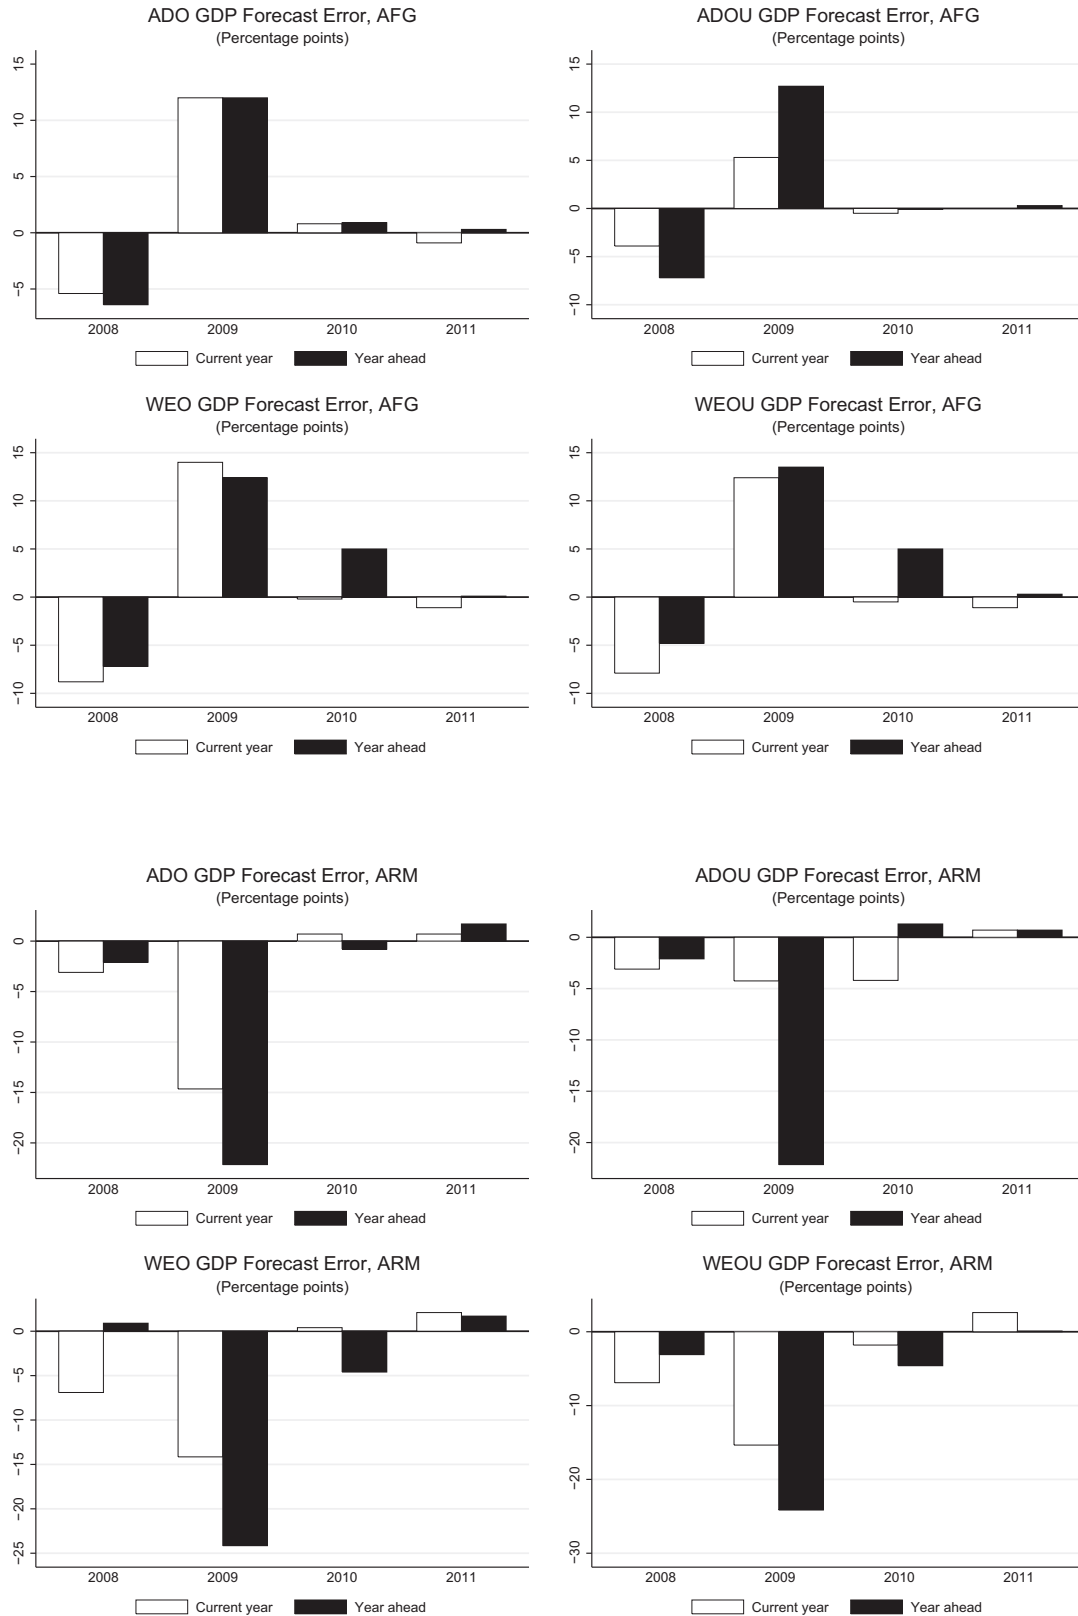 ADO GDP Forecast Error, AFG
(Percentage points)
15
10
5
0
−5
2008 2009 2010 2011
Current year Year ahead
ADOU GDP Forecast Error, AFG
(Percentage points)
15
10
5
0
−5
−10
2008 2009 2010 2011
Current year Year ahead
WEO GDP Forecast Error, AFG
(Percentage points)
15
10
5
0
−5
−10
2008 2009 2010 2011
Current year Year ahead
WEOU GDP Forecast Error, AFG
(Percentage points)
15
10
5
0
−5
−10
2008 2009 2010 2011
Current year Year ahead
ADO GDP Forecast Error, ARM
(Percentage points)
0
−5
−10
−15
−20
2008 2009 2010 2011
Current year Year ahead
ADOU GDP Forecast Error, ARM
(Percentage points)
0
−5
−10
−15
−20
2008 2009 2010 2011
Current year Year ahead
WEO GDP Forecast Error, ARM
(Percentage points)
0
−5
−10
−15
−20
−25
2008 2009 2010 2011
Current year Year ahead
WEOU GDP Forecast Error, ARM
(Percentage points)
0
−10
−20
−30
2008 2009 2010 2011
Current year Year ahead